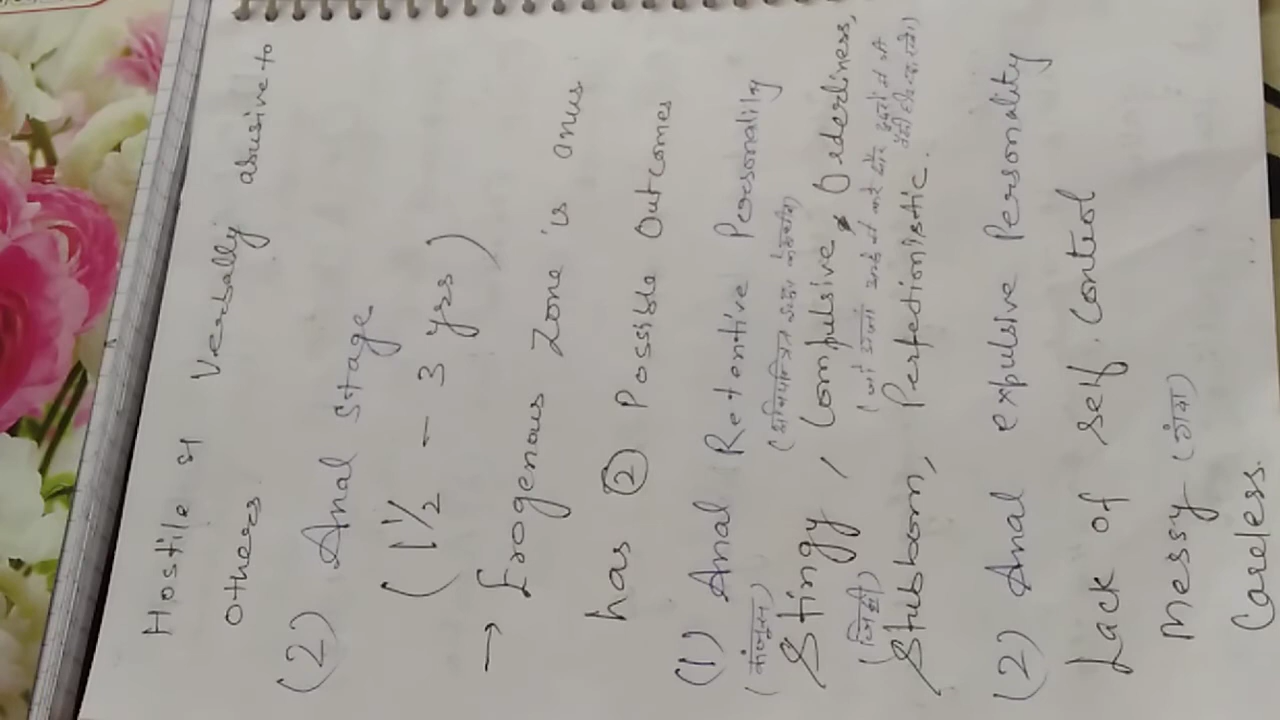 Hostile & Verbally abusive to
others
(2) Anal Stage
(1½ - 3 yrs)
→ Erogenous Zone is anus
has ② Possible Outcomes
(1) Anal Retentive Personality
(कंजूस)
Stingy, Compulsive, Orderliness,
(जिद्दी)
Stubborn, Perfectionistic.
(2) Anal expulsive Personality
Lack of self. Control
Messy (गंदा)
Careless.